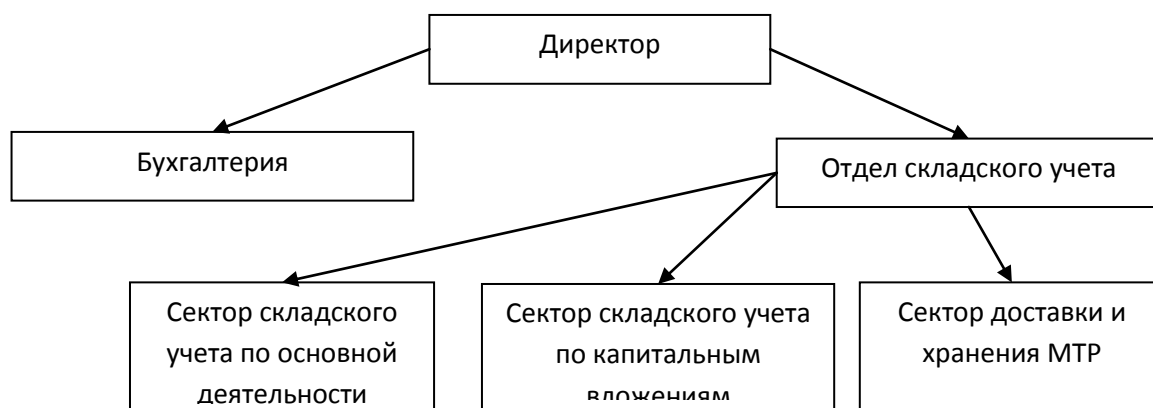 Директор
Бухгалтерия
Отдел складского учета
Сектор складского
учета по основной
деятельности
Сектор складского учета
по капитальным
вложениям
Сектор доставки и
хранения МТР